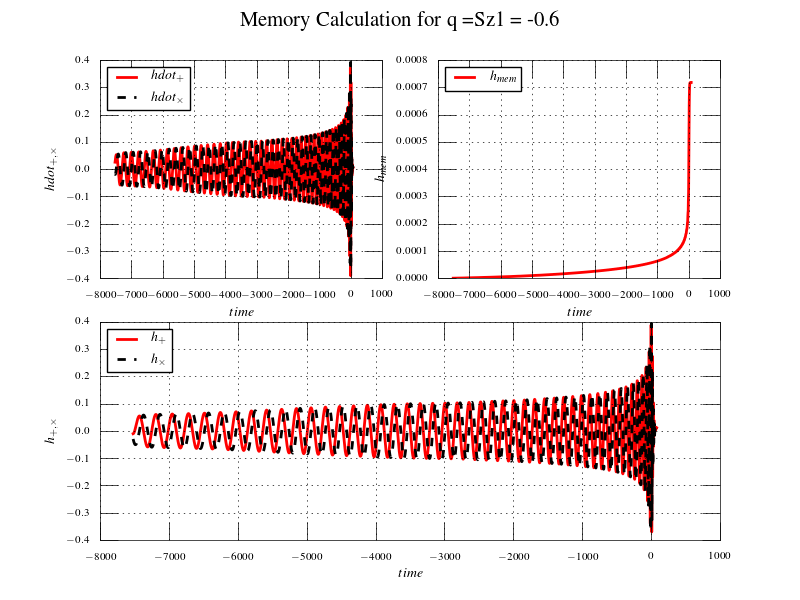 Memory Calculation for q =Sz1 = -0.6
hdot₊
hdot×
hdot₊,×
0.4
0.3
0.2
0.1
0.0
−0.1
−0.2
−0.3
−0.4
−8000 −7000 −6000 −5000 −4000 −3000 −2000 −1000 0 1000
time
h_mem
h_mem
0.0008
0.0007
0.0006
0.0005
0.0004
0.0003
0.0002
0.0001
0.0000
−8000 −7000 −6000 −5000 −4000 −3000 −2000 −1000 0 1000
time
h₊
h×
h₊,×
0.4
0.3
0.2
0.1
0.0
−0.1
−0.2
−0.3
−0.4
−8000 −7000 −6000 −5000 −4000 −3000 −2000 −1000 0 1000
time